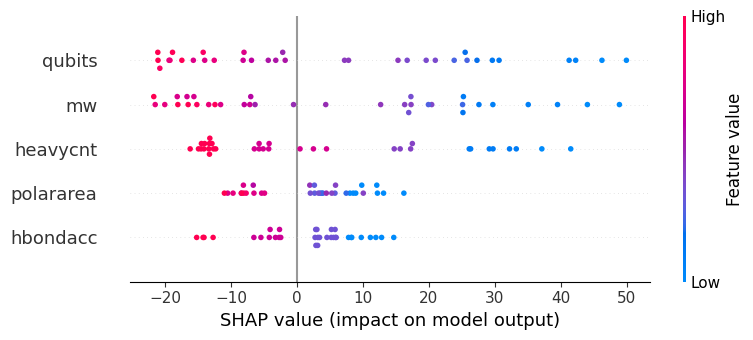 High
qubits
mw
heavycnt
polararea
hbondacc
Feature value
Low
−20 −10 0 10 20 30 40 50
SHAP value (impact on model output)